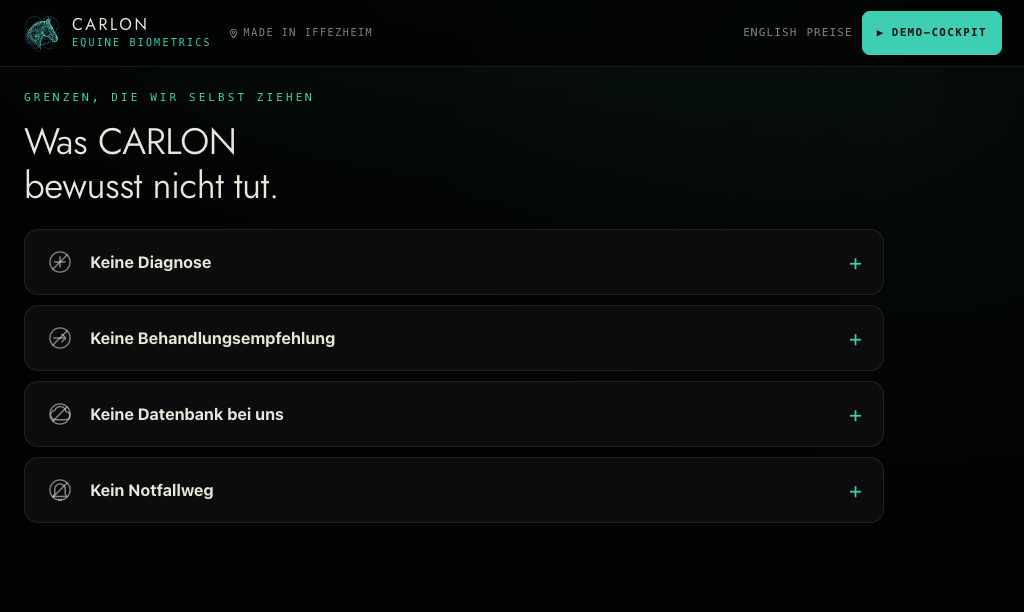 CARLON
EQUINE BIOMETRICS
MADE IN IFFEZHEIM
ENGLISH PREISE
▶ DEMO–COCKPIT
GRENZEN, DIE WIR SELBST ZIEHEN
Was CARLON
bewusst nicht tut.
Keine Diagnose +
Keine Behandlungsempfehlung +
Keine Datenbank bei uns +
Kein Notfallweg +